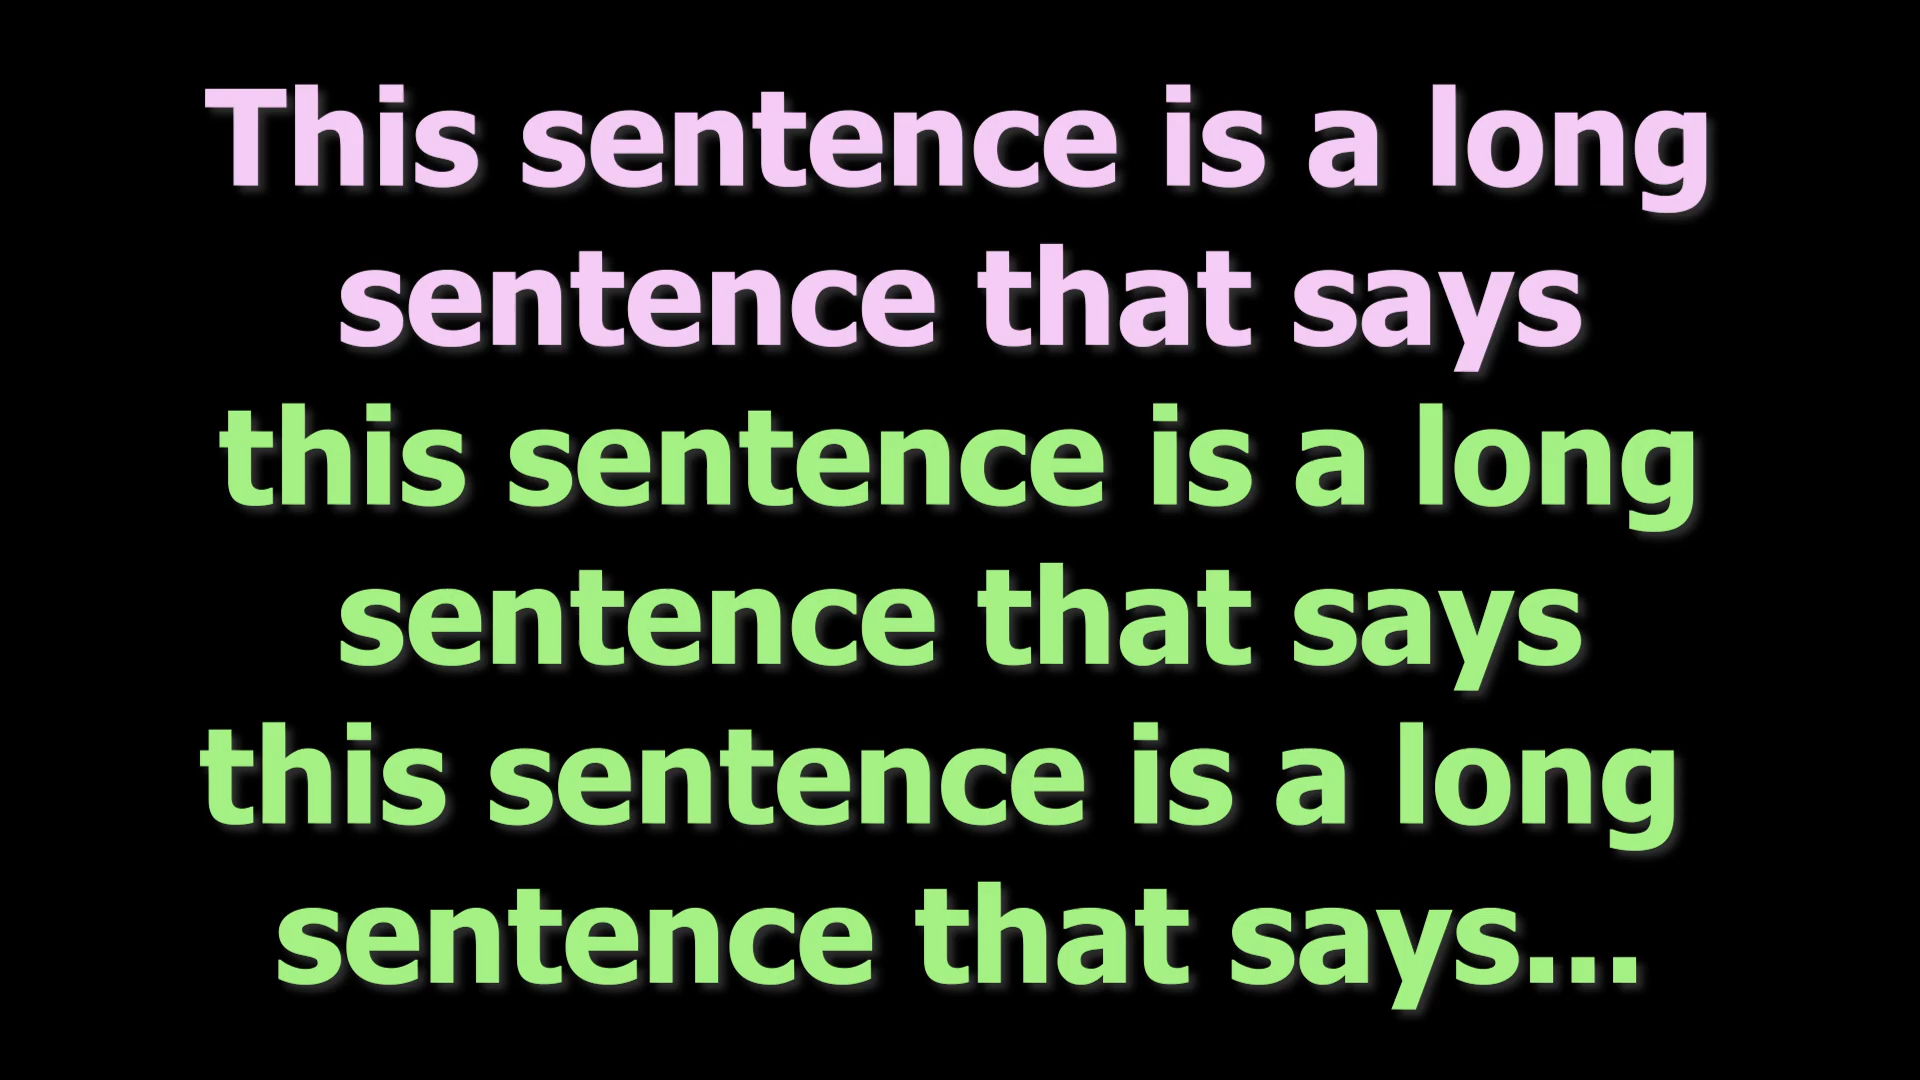 This sentence is a long
sentence that says
this sentence is a long
sentence that says
this sentence is a long
sentence that says...